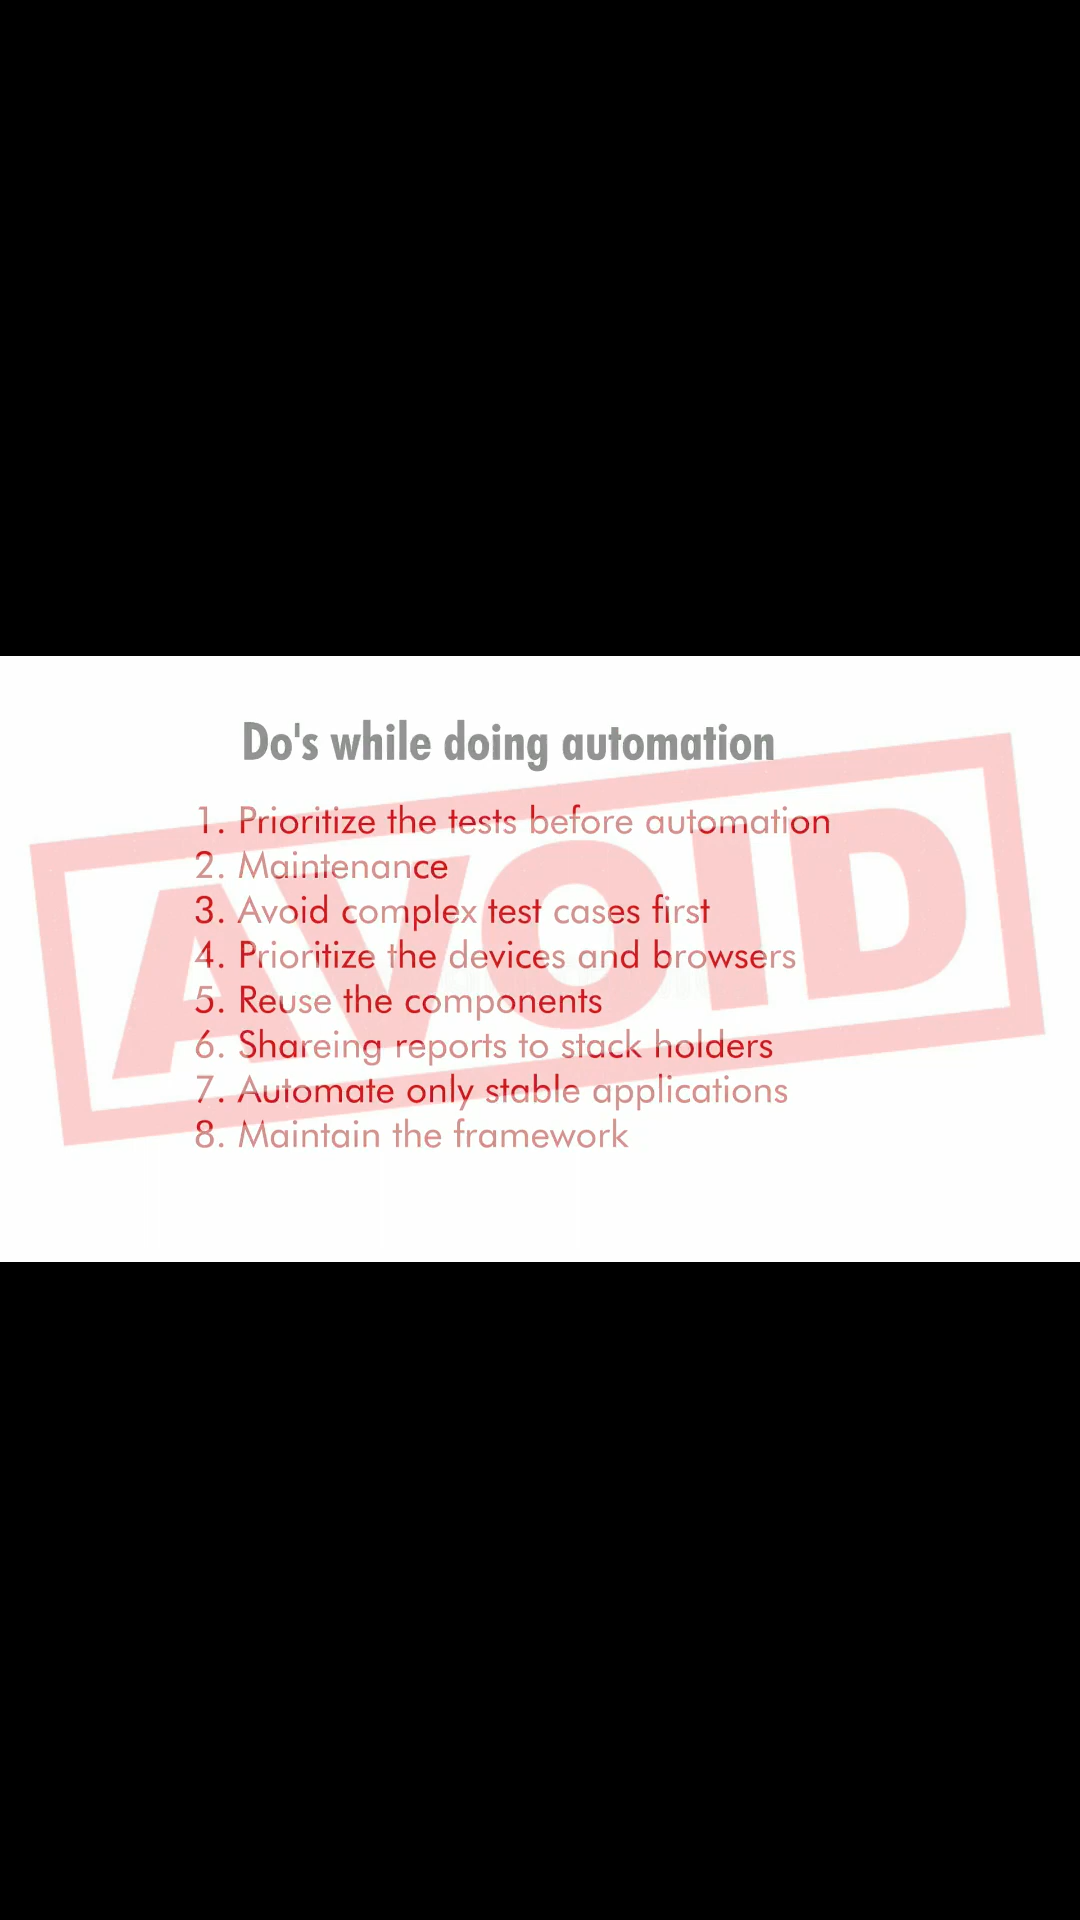 Do's while doing automation
1. Prioritize the tests before automation
2. Maintenance
3. Avoid complex test cases first
4. Prioritize the devices and browsers
5. Reuse the components
6. Shareing reports to stack holders
7. Automate only stable applications
8. Maintain the framework
AVOID